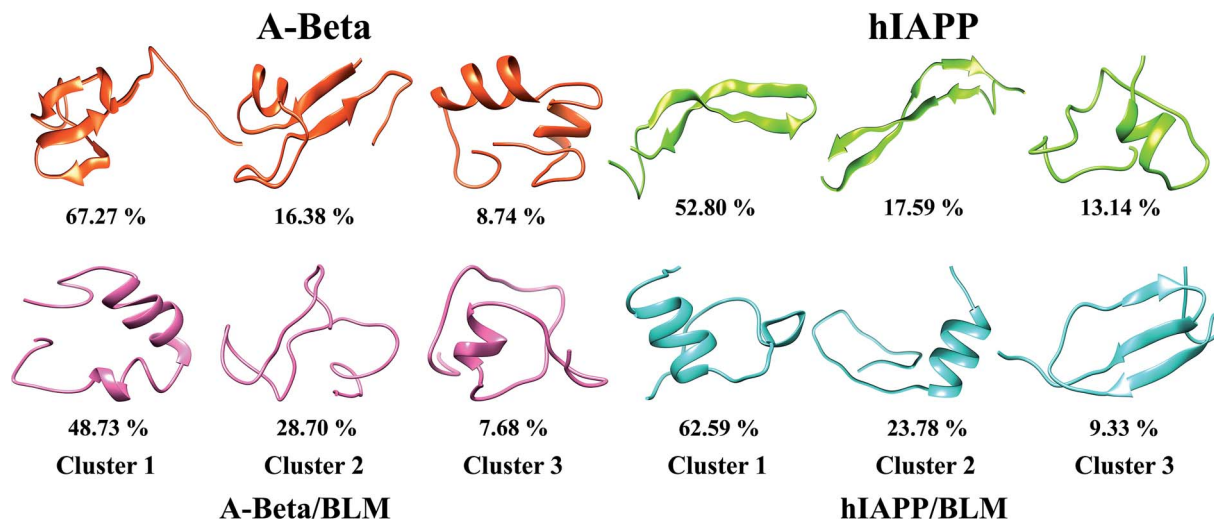 A-Beta hIAPP
67.27 % 16.38 % 8.74 % 52.80 % 17.59 % 13.14 %
48.73 % 28.70 % 7.68 % 62.59 % 23.78 % 9.33 %
Cluster 1 Cluster 2 Cluster 3 Cluster 1 Cluster 2 Cluster 3
A-Beta/BLM hIAPP/BLM